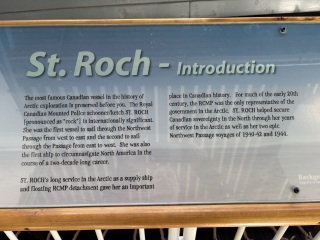 St. Roch - Introduction
The most famous Canadian vessel in the history of
Arctic exploration is preserved before you. The Royal
Canadian Mounted Police schooner/ketch ST. ROCH
(pronounced as "rock") is internationally significant.
She was the first vessel to sail through the Northwest
Passage from west to east and the second to sail
through the Passage from east to west. She was also
the first ship to circumnavigate North America in the
course of a two-decade long career.
ST. ROCH's long service in the Arctic as a supply ship
and floating RCMP detachment gave her an important
place in Canadian history. For much of the early 20th
century, the RCMP was the only representative of the
government in the Arctic. ST. ROCH helped secure
Canadian sovereignty in the North through her years
of service in the Arctic as well as her two epic
Northwest Passage voyages of 1940-42 and 1944.
Background